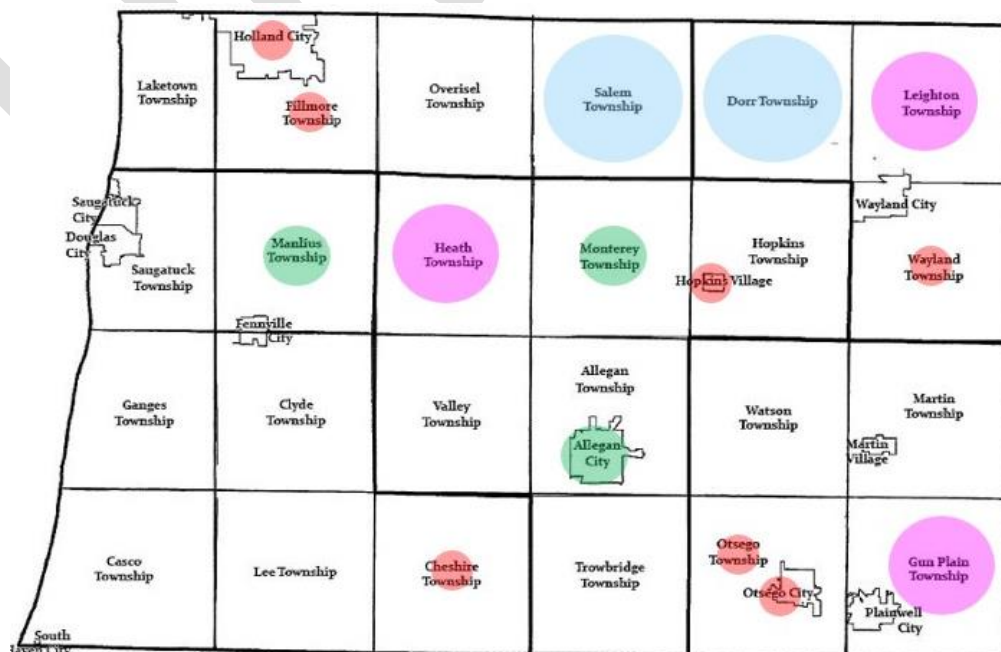 Holland City
Laketown
Township
Fillmore
Township
Overisel
Township
Salem
Township
Dorr Township
Leighton
Township
Saugatuck
City
Douglas
City
Saugatuck
Township
Manlius
Township
Heath
Township
Monterey
Township
Hopkins
Township
Hopkins Village
Wayland City
Wayland
Township
Fennville
City
Ganges
Township
Clyde
Township
Valley
Township
Allegan
Township
Allegan
City
Watson
Township
Martin
Township
Martin
Village
Casco
Township
Lee Township
Cheshire
Township
Trowbridge
Township
Otsego
Township
Otsego City
Gun Plain
Township
Plainwell
City
South
Haven City